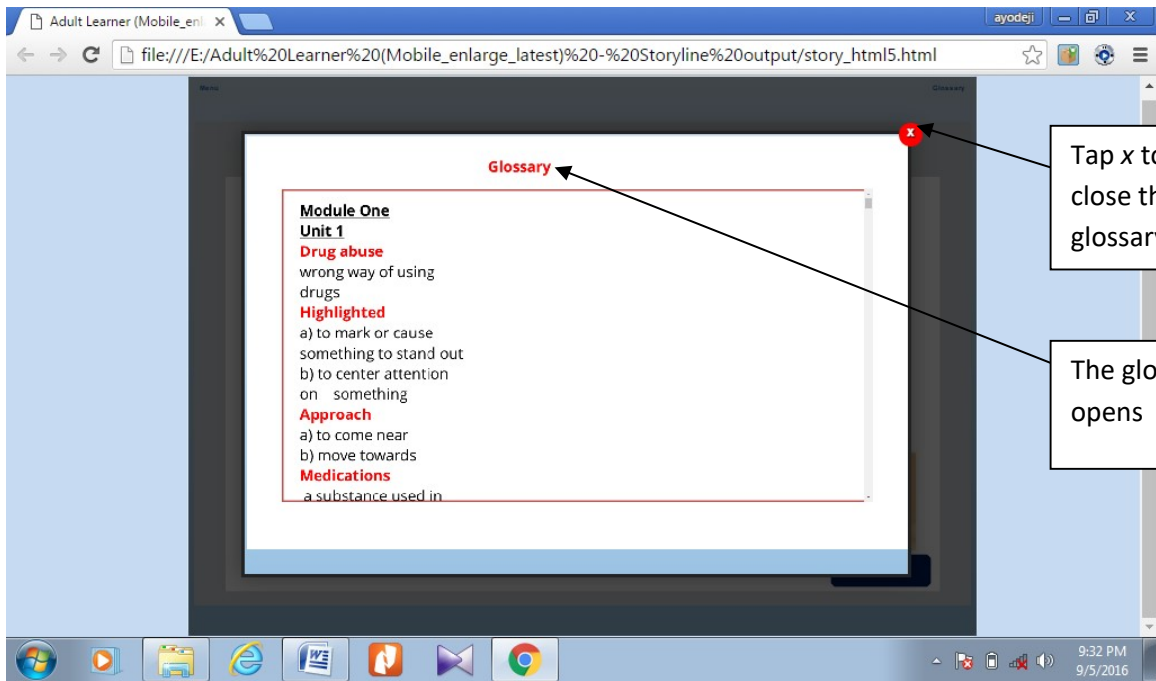 Adult Learner (Mobile_enl
ayodeji
file:///E:/Adult%20Learner%20(Mobile_enlarge_latest)%20-%20Storyline%20output/story_html5.html
Menu
Glossary
x
Glossary
Module One
Unit 1
Drug abuse
wrong way of using
drugs
Highlighted
a) to mark or cause
something to stand out
b) to center attention
on something
Approach
a) to come near
b) move towards
Medications
a substance used in
Tap x to
close th
glossary
The glo
opens
9:32 PM
9/5/2016